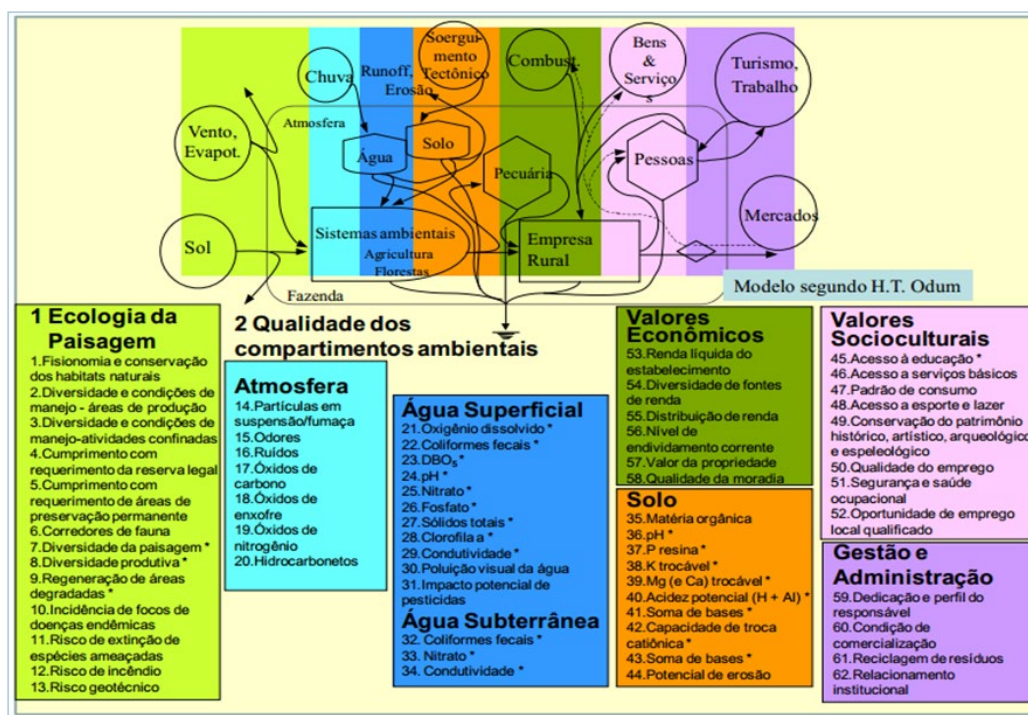 Chuva
Runoff,
Erosão
Soergui-
mento
Tectônico
Combust.
Bens
&
Serviço
s
Turismo,
Trabalho
Vento,
Evapot.
Atmosfera
Água
Solo
Pecuária
Pessoas
Mercados
Sol
Sistemas ambientais
Agricultura
Florestas
Empresa
Rural
Fazenda
Modelo segundo H.T. Odum
1 Ecologia da
Paisagem
1.Fisionomia e conservação
dos habitats naturais
2.Diversidade e condições de
manejo - áreas de produção
3.Diversidade e condições de
manejo-atividades confinadas
4.Cumprimento com
requerimento da reserva legal
5.Cumprimento com
requerimento de áreas de
preservação permanente
6.Corredores de fauna
7.Diversidade da paisagem *
8.Diversidade produtiva *
9.Regeneração de áreas
degradadas *
10.Incidência de focos de
doenças endêmicas
11.Risco de extinção de
espécies ameaçadas
12.Risco de incêndio
13.Risco geotécnico
2 Qualidade dos
compartimentos ambientais
Atmosfera
14.Partículas em
suspensão/fumaça
15.Odores
16.Ruídos
17.Óxidos de
carbono
18.Óxidos de
enxofre
19.Óxidos de
nitrogênio
20.Hidrocarbonetos
Água Superficial
21.Oxigênio dissolvido *
22.Coliformes fecais *
23.DBO₅ *
24.pH *
25.Nitrato *
26.Fosfato *
27.Sólidos totais *
28.Clorofila a *
29.Condutividade *
30.Poluição visual da água
31.Impacto potencial de
pesticidas
Água Subterrânea
32. Coliformes fecais *
33. Nitrato *
34. Condutividade *
Valores
Econômicos
53.Renda líquida do
estabelecimento
54.Diversidade de fontes
de renda
55.Distribuição de renda
56.Nível de
endividamento corrente
57.Valor da propriedade
58.Qualidade da moradia
Solo
35.Matéria orgânica
36.pH *
37.P resina *
38.K trocável *
39.Mg (e Ca) trocável *
40.Acidez potencial (H + Al) *
41.Soma de bases *
42.Capacidade de troca
catiônica *
43.Soma de bases *
44.Potencial de erosão
Valores
Socioculturais
45.Acesso à educação *
46.Acesso a serviços básicos
47.Padrão de consumo
48.Acesso a esporte e lazer
49.Conservação do patrimônio
histórico, artístico, arqueológico
e espeleológico
50.Qualidade do emprego
51.Segurança e saúde
ocupacional
52.Oportunidade de emprego
local qualificado
Gestão e
Administração
59.Dedicação e perfil do
responsável
60.Condição de
comercialização
61.Reciclagem de resíduos
62.Relacionamento
institucional